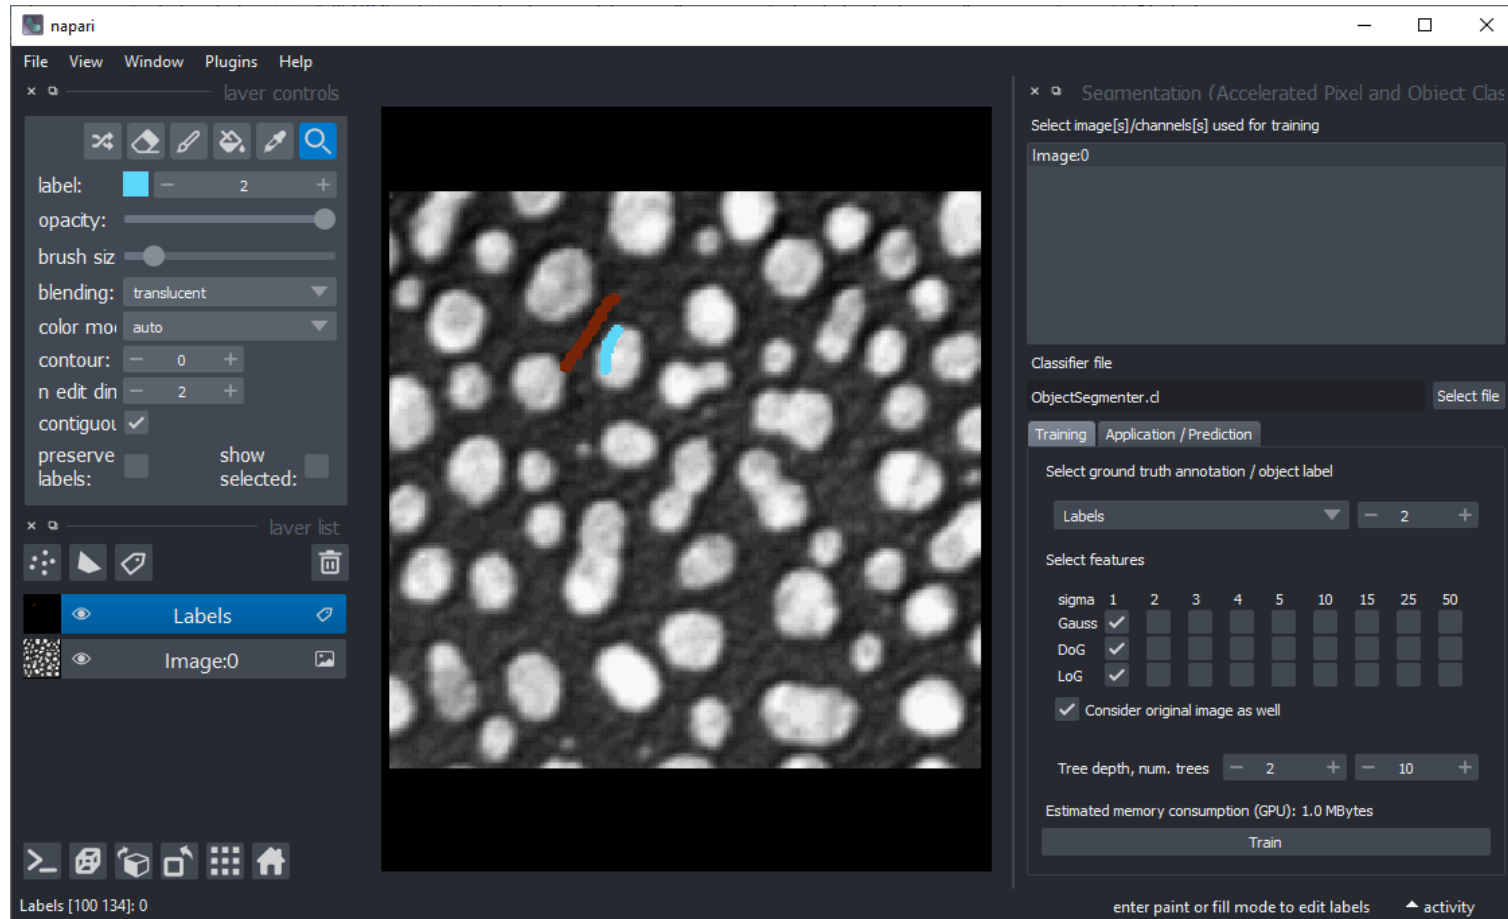 napari
File View Window Plugins Help
layer controls
label: 2
opacity:
brush siz
blending: translucent
color mo auto
contour: 0
n edit din 2
contiguou
preserve labels: show selected:
layer list
Labels
Image:0
Labels [100 134]: 0
Segmentation (Accelerated Pixel and Object Clas
Select image[s]/channels[s] used for training
Image:0
Classifier file
ObjectSegmenter.cl Select file
Training Application / Prediction
Select ground truth annotation / object label
Labels 2
Select features
sigma 1 2 3 4 5 10 15 25 50
Gauss
DoG
LoG
Consider original image as well
Tree depth, num. trees 2 10
Estimated memory consumption (GPU): 1.0 MBytes
Train
enter paint or fill mode to edit labels activity